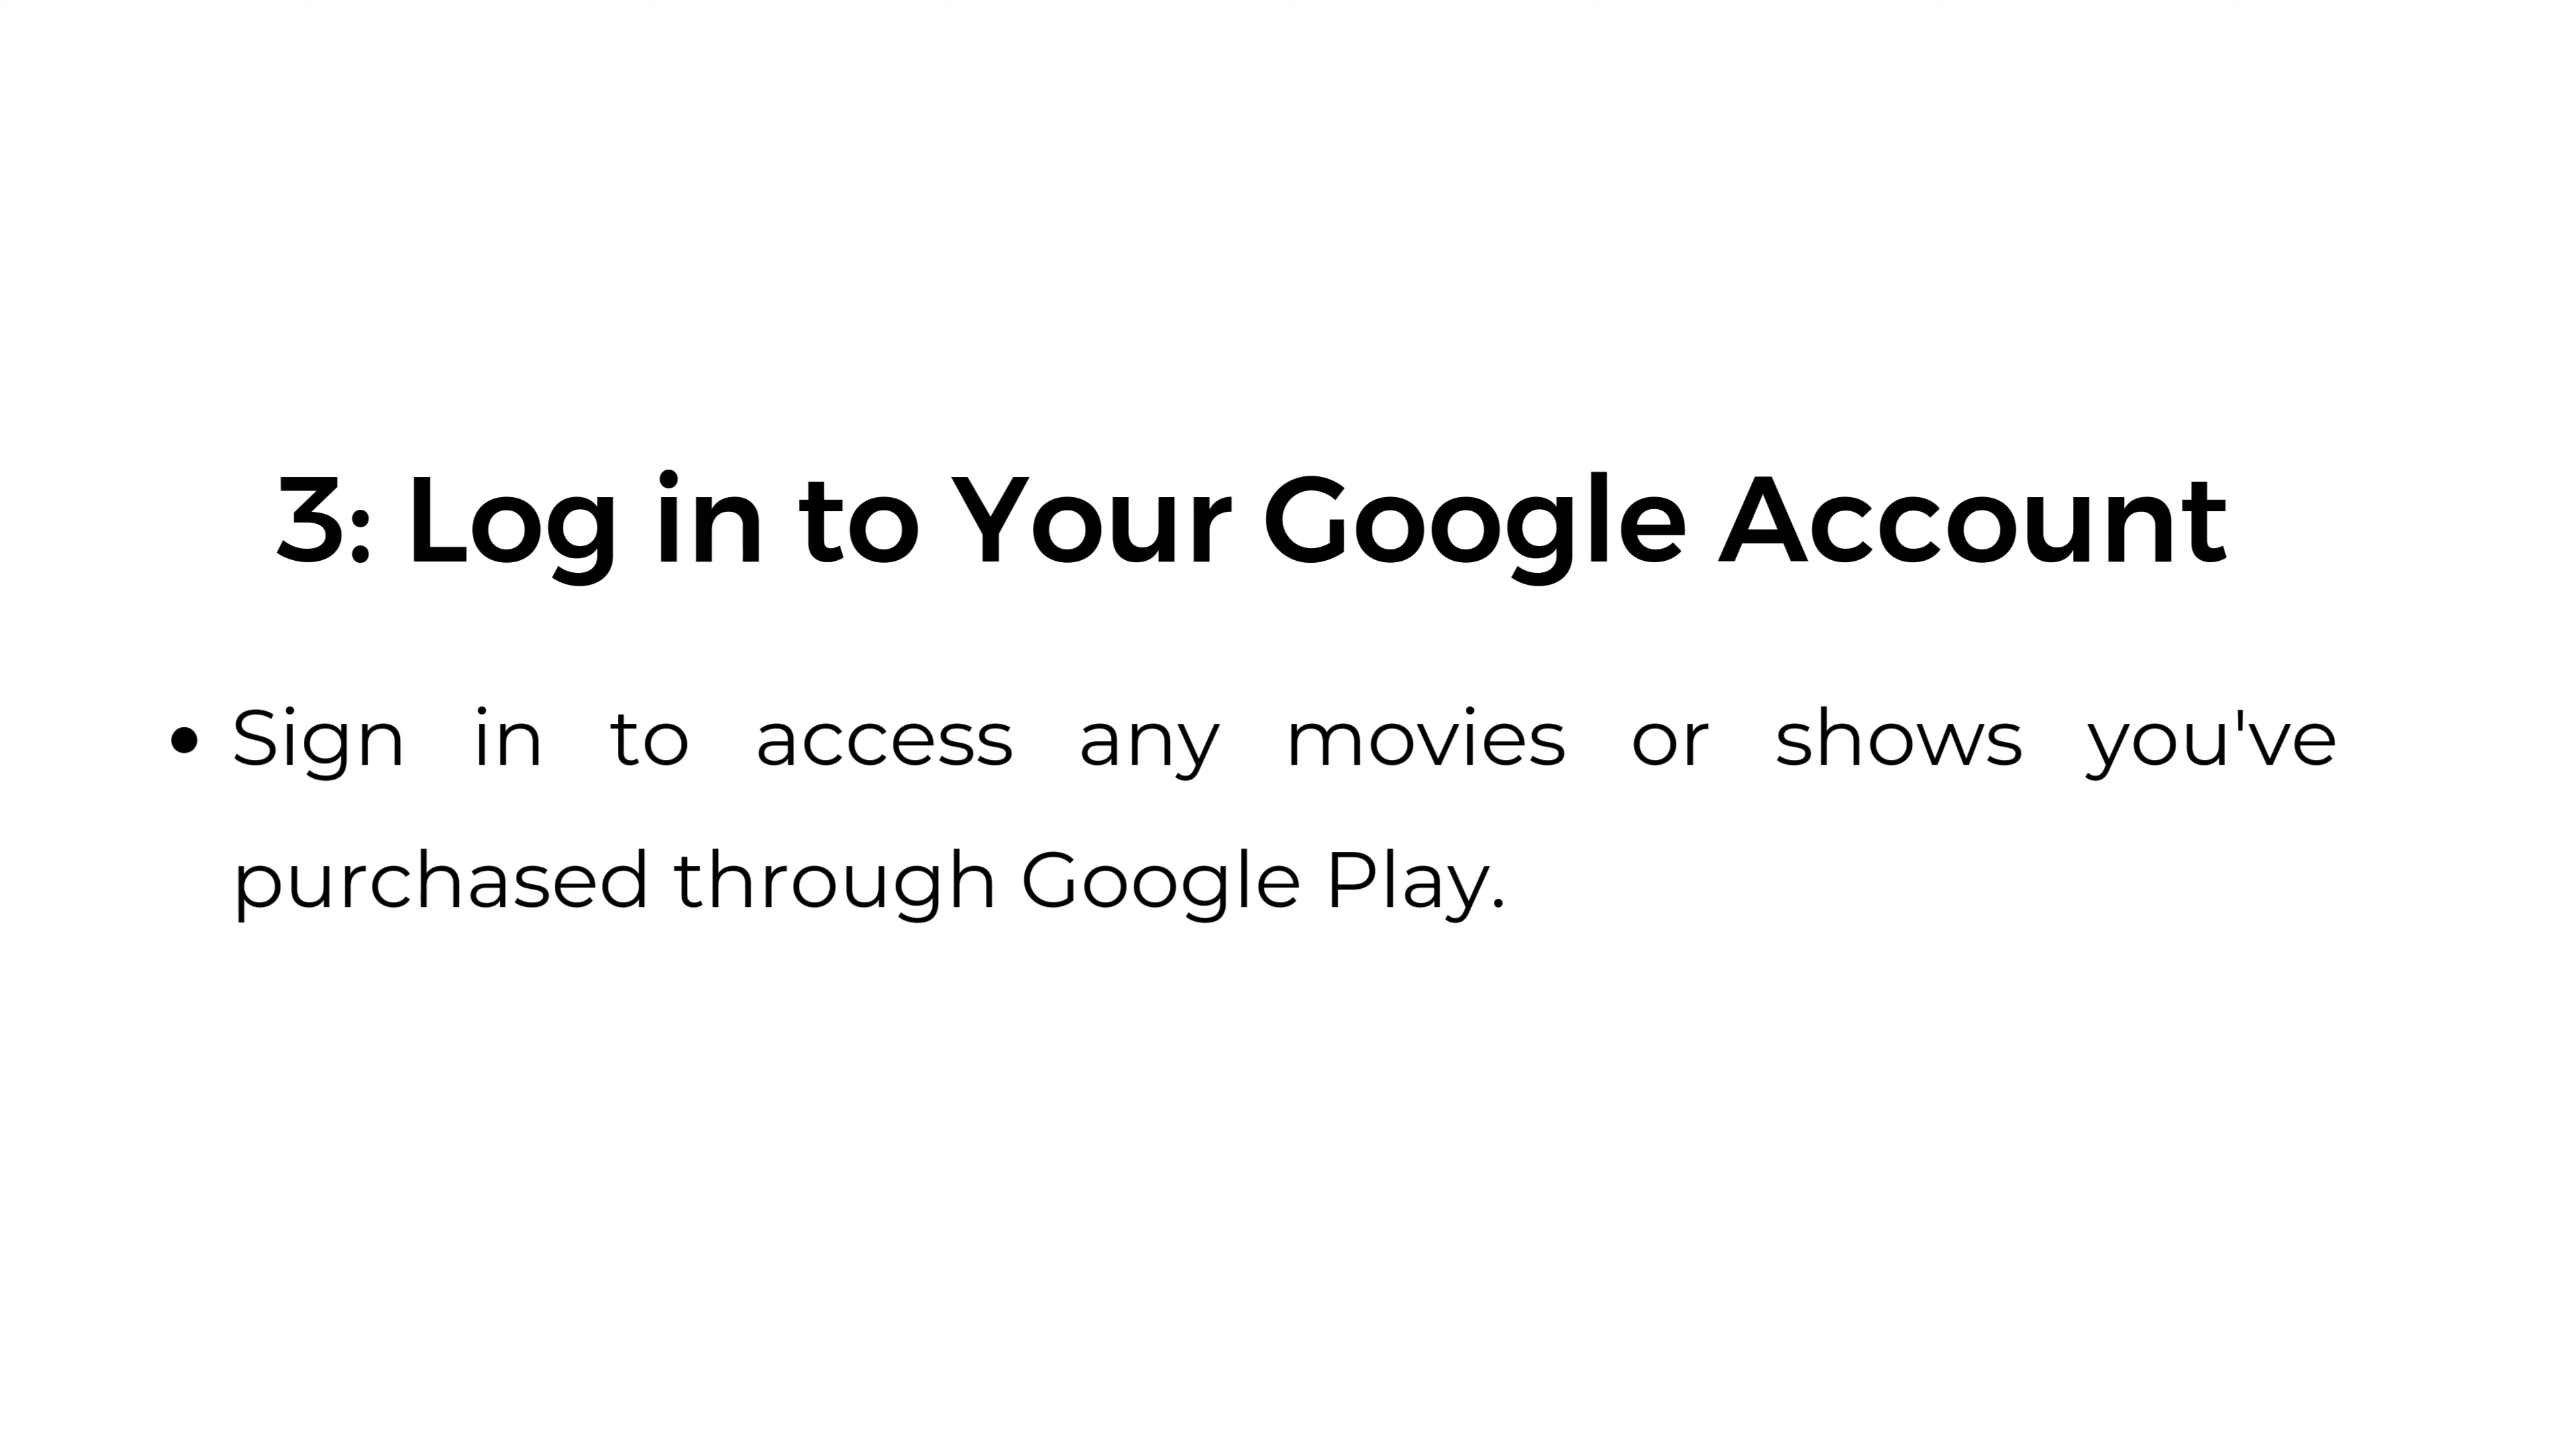 3: Log in to Your Google Account
• Sign in to access any movies or shows you've
purchased through Google Play.